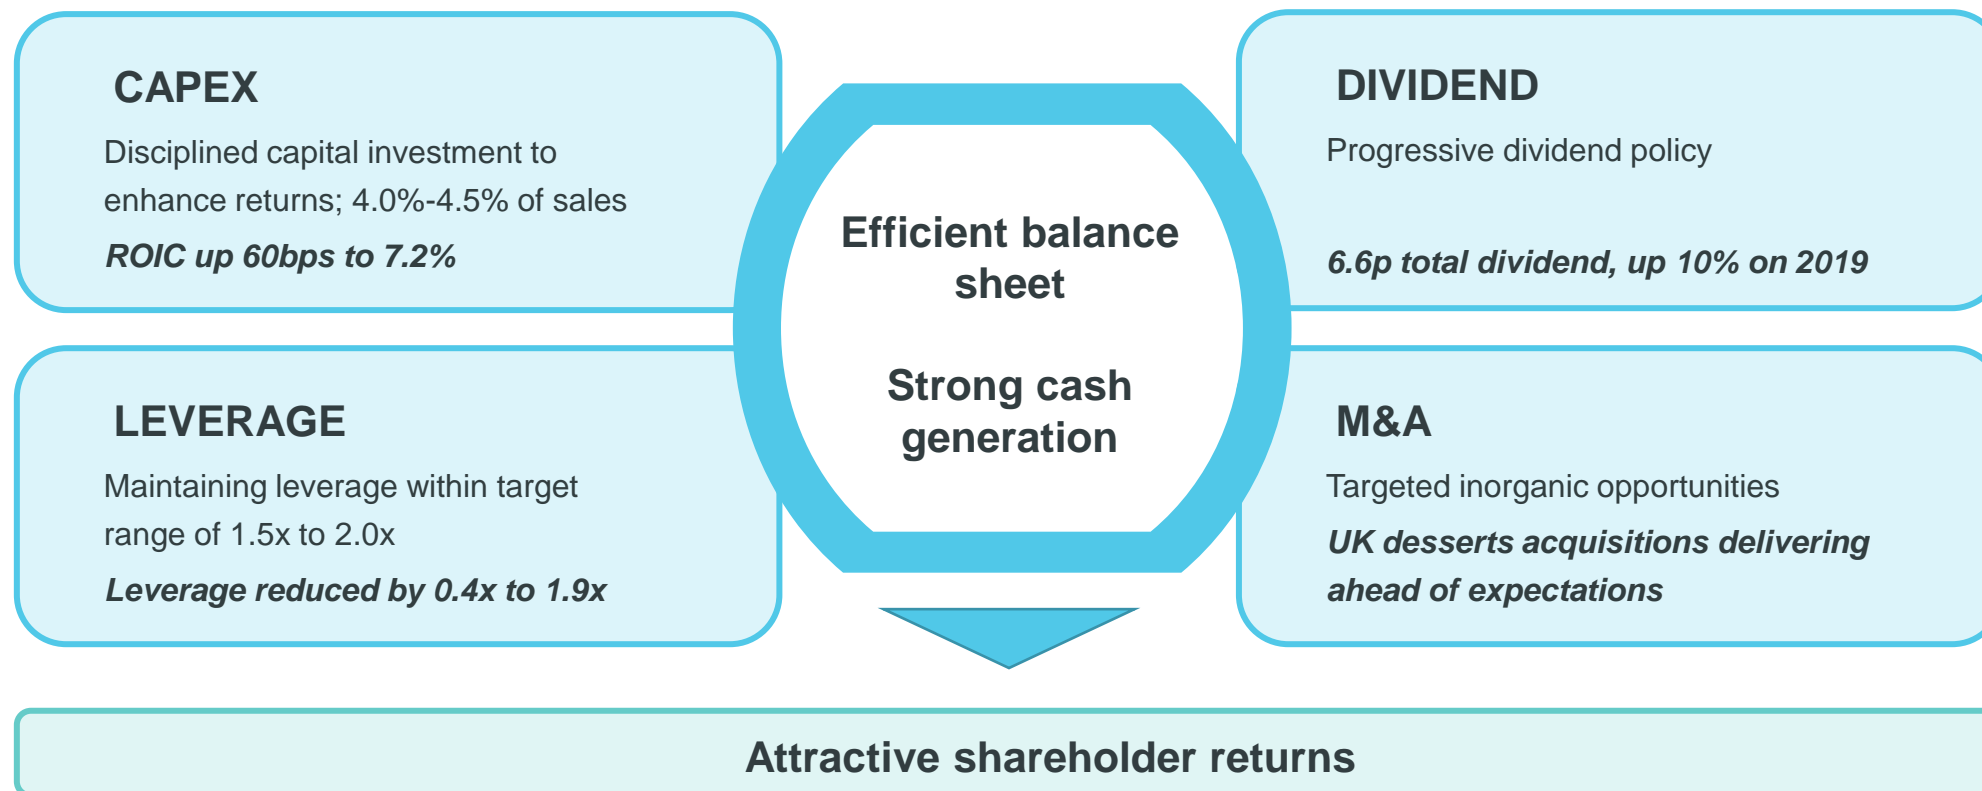 CAPEX
Disciplined capital investment to
enhance returns; 4.0%-4.5% of sales
ROIC up 60bps to 7.2%
DIVIDEND
Progressive dividend policy
6.6p total dividend, up 10% on 2019
Efficient balance
sheet
Strong cash
generation
LEVERAGE
Maintaining leverage within target
range of 1.5x to 2.0x
Leverage reduced by 0.4x to 1.9x
M&A
Targeted inorganic opportunities
UK desserts acquisitions delivering
ahead of expectations
Attractive shareholder returns